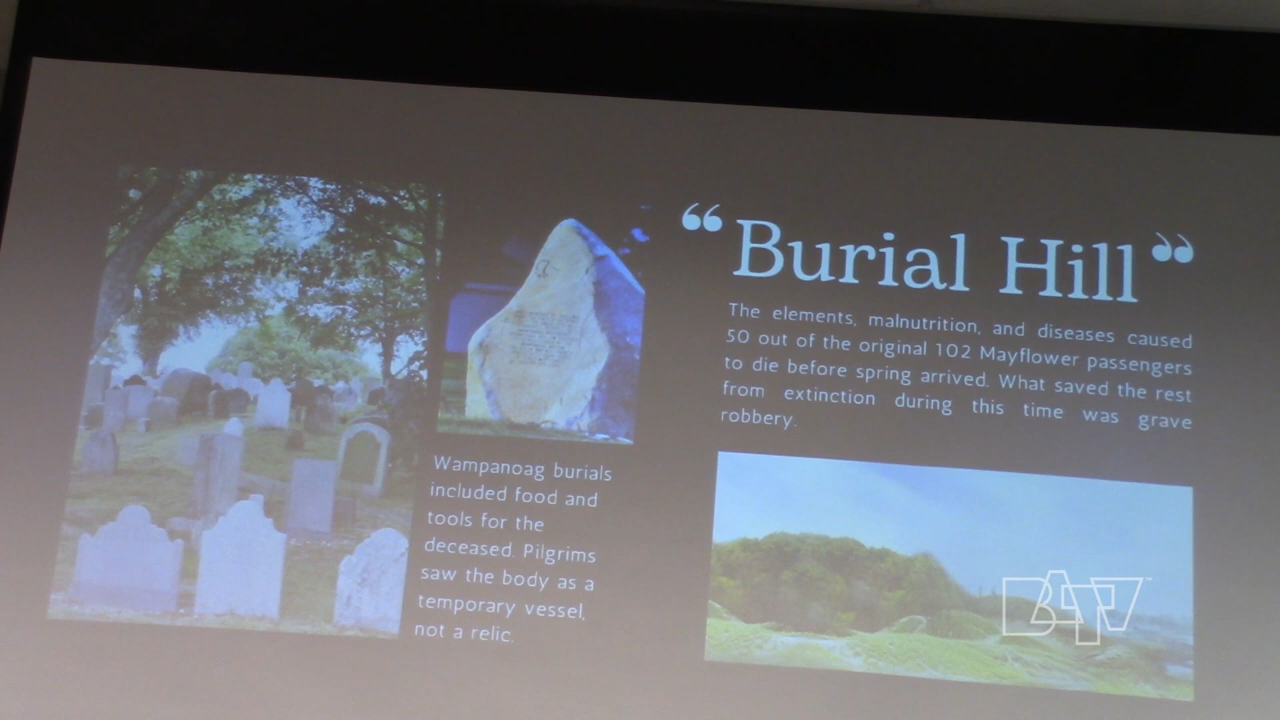 “Burial Hill”
The elements, malnutrition, and diseases caused
50 out of the original 102 Mayflower passengers
to die before spring arrived. What saved the rest
from extinction during this time was grave
robbery.
Wampanoag burials
included food and
tools for the
deceased. Pilgrims
saw the body as a
temporary vessel,
not a relic.
BATV